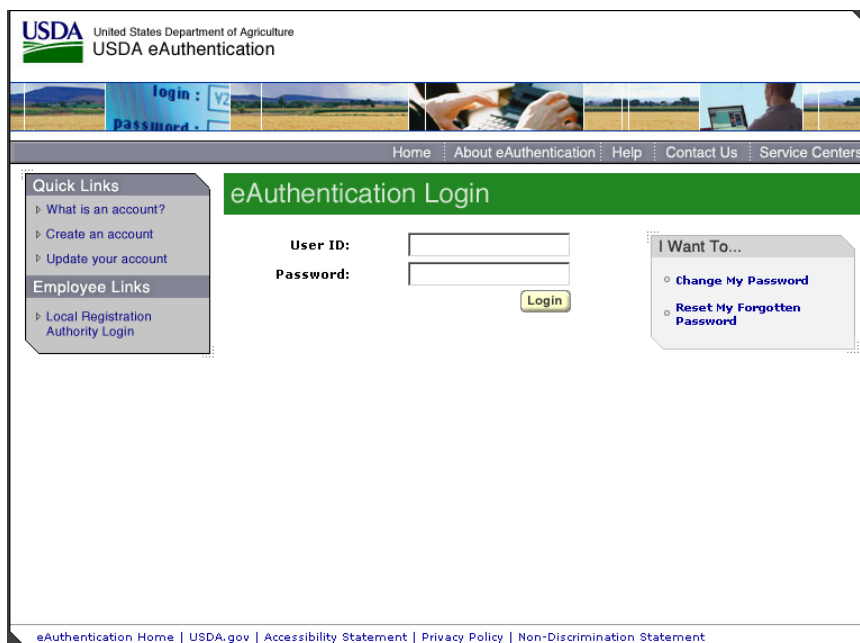 USDA United States Department of Agriculture
USDA eAuthentication
login :
password :
Home About eAuthentication Help Contact Us Service Centers
Quick Links
What is an account?
Create an account
Update your account
Employee Links
Local Registration
Authority Login
eAuthentication Login
User ID:
Password:
Login
I Want To...
Change My Password
Reset My Forgotten
Password
eAuthentication Home | USDA.gov | Accessibility Statement | Privacy Policy | Non-Discrimination Statement